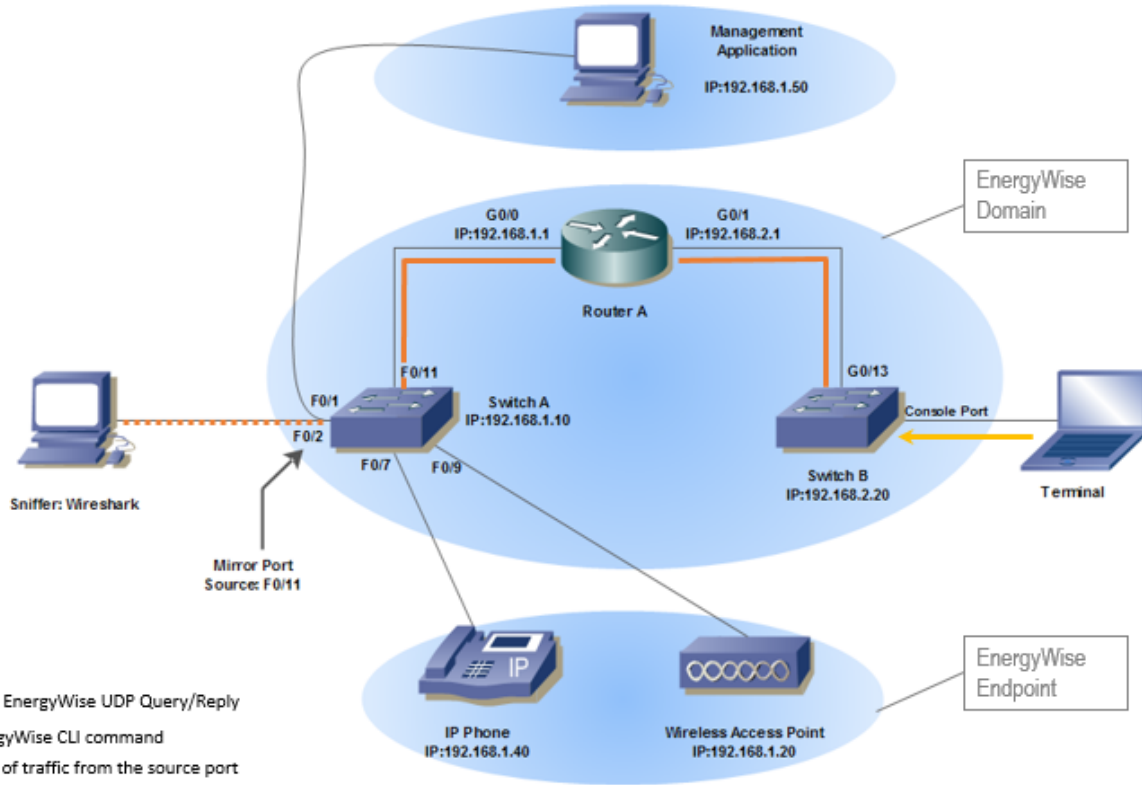 Management
Application
IP:192.168.1.50
EnergyWise
Domain
G0/0
IP:192.168.1.1
G0/1
IP:192.168.2.1
Router A
F0/11
G0/13
F0/1
Switch A
IP:192.168.1.10
Console Port
F0/2
F0/7
F0/9
Switch B
IP:192.168.2.20
Terminal
Sniffer: Wireshark
Mirror Port
Source: F0/11
EnergyWise
Endpoint
IP
EnergyWise UDP Query/Reply
IP Phone
IP:192.168.1.40
Wireless Access Point
IP:192.168.1.20
CLI command
of traffic from the source port